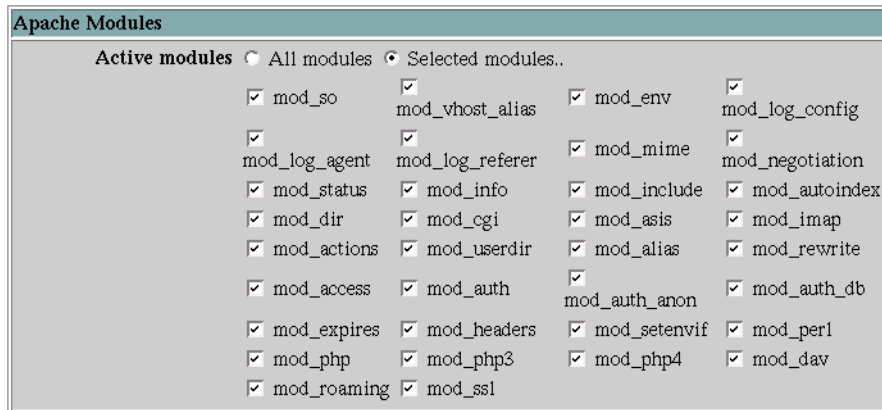 Apache Modules
Active modules All modules Selected modules..
mod_so mod_vhost_alias mod_env mod_log_config
mod_log_agent mod_log_referer mod_mime mod_negotiation
mod_status mod_info mod_include mod_autoindex
mod_dir mod_cgi mod_asis mod_imap
mod_actions mod_userdir mod_alias mod_rewrite
mod_access mod_auth mod_auth_anon mod_auth_db
mod_expires mod_headers mod_setenvif mod_perl
mod_php mod_php3 mod_php4 mod_dav
mod_roaming mod_ssl